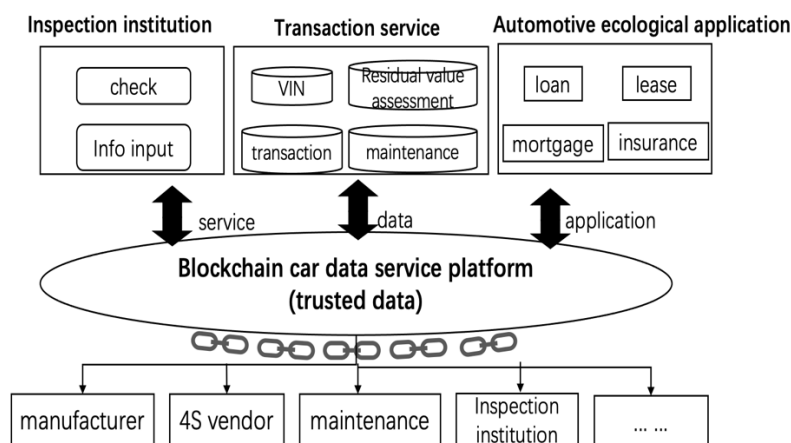 Inspection institution
Transaction service
Automotive ecological application
check
VIN
Residual value
assessment
loan
lease
Info input
transaction
maintenance
mortgage
insurance
service
data
application
Blockchain car data service platform
(trusted data)
manufacturer
4S vendor
maintenance
Inspection
institution
... ...